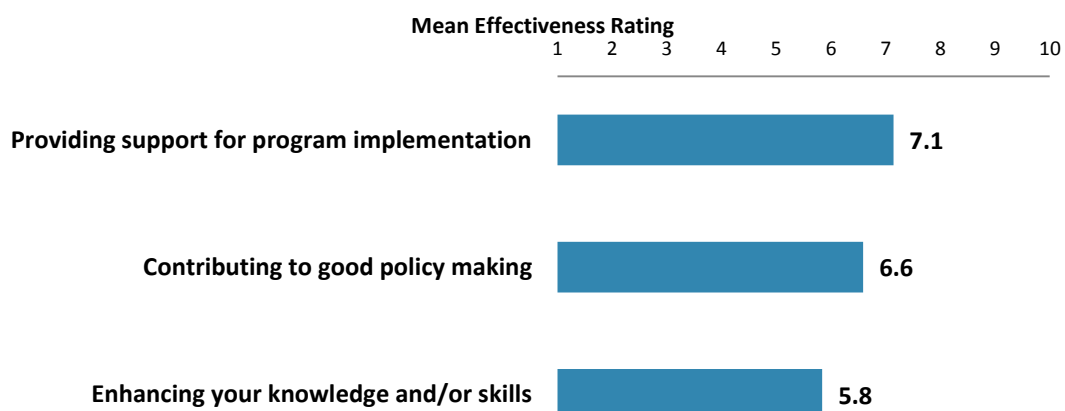 Mean Effectiveness Rating
1 2 3 4 5 6 7 8 9 10
Providing support for program implementation 7.1
Contributing to good policy making 6.6
Enhancing your knowledge and/or skills 5.8